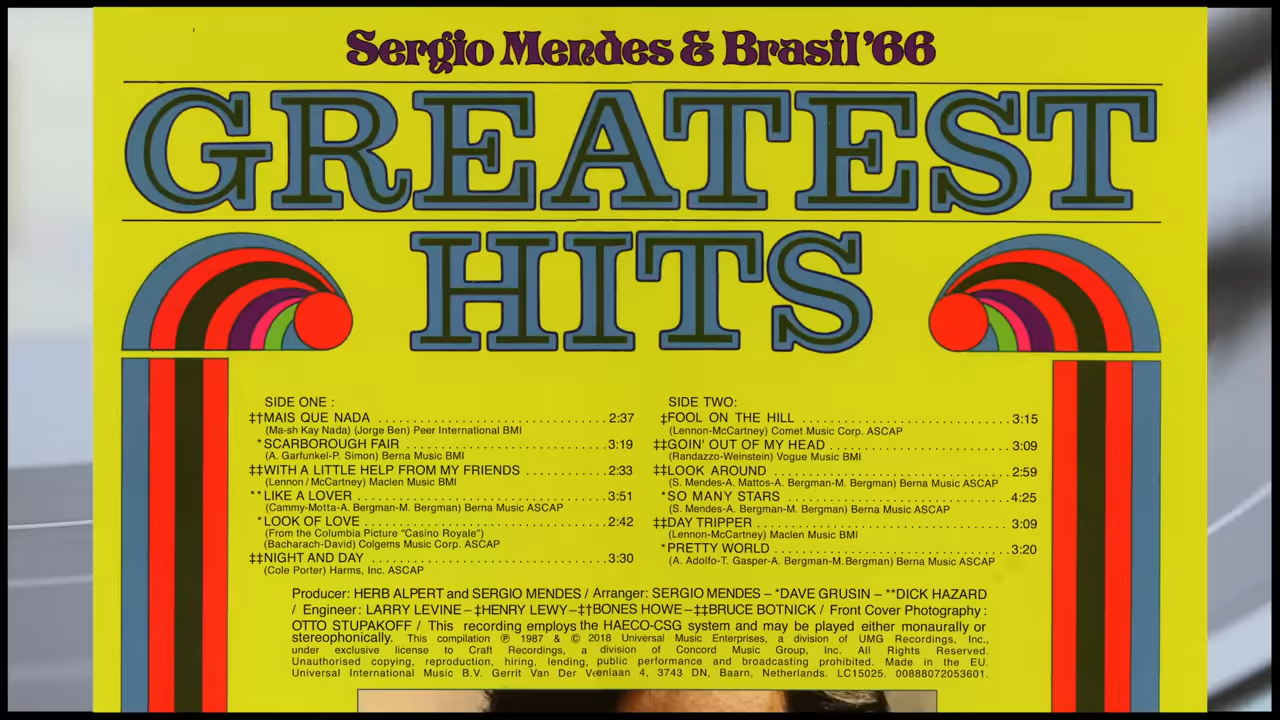 Sergio Mendes & Brasil '66
GREATEST
HITS
SIDE ONE :
‡†MAIS QUE NADA . . . . . . . . . . . . . . . . . . . . . . . . . . . . . . 2:37
(Ma-sh Kay Nada) (Jorge Ben) Peer International BMI
*SCARBOROUGH FAIR . . . . . . . . . . . . . . . . . . . . . . . . . . . 3:19
(A. Garfunkel-P. Simon) Berna Music BMI
‡‡WITH A LITTLE HELP FROM MY FRIENDS . . . . . . . . . . 2:33
(Lennon / McCartney) Maclen Music BMI
**LIKE A LOVER . . . . . . . . . . . . . . . . . . . . . . . . . . . . . . . . . 3:51
(Cammy-Motta-A. Bergman-M. Bergman) Berna Music ASCAP
*LOOK OF LOVE . . . . . . . . . . . . . . . . . . . . . . . . . . . . . . . . 2:42
(From the Columbia Picture “Casino Royale”)
(Bacharach-David) Colgems Music Corp. ASCAP
‡‡NIGHT AND DAY . . . . . . . . . . . . . . . . . . . . . . . . . . . . . . . 3:30
(Cole Porter) Harms, Inc. ASCAP
SIDE TWO:
‡FOOL ON THE HILL . . . . . . . . . . . . . . . . . . . . . . . . . . . . 3:15
(Lennon-McCartney) Comet Music Corp. ASCAP
‡‡GOIN' OUT OF MY HEAD . . . . . . . . . . . . . . . . . . . . . . . . 3:09
(Randazzo-Weinstein) Vogue Music BMI
‡‡LOOK AROUND . . . . . . . . . . . . . . . . . . . . . . . . . . . . . . . . 2:59
(S. Mendes-A. Mattos-A. Bergman-M. Bergman) Berna Music ASCAP
*SO MANY STARS . . . . . . . . . . . . . . . . . . . . . . . . . . . . . . 4:25
(S. Mendes-A. Bergman-M. Bergman) Berna Music ASCAP
‡‡DAY TRIPPER . . . . . . . . . . . . . . . . . . . . . . . . . . . . . . . . . . 3:09
(Lennon-McCartney) Maclen Music BMI
*PRETTY WORLD . . . . . . . . . . . . . . . . . . . . . . . . . . . . . . . 3:20
(A. Adolfo-T. Gasper-A. Bergman-M. Bergman) Berna Music ASCAP
Producer: HERB ALPERT and SERGIO MENDES / Arranger: SERGIO MENDES – *DAVE GRUSIN – **DICK HAZARD
/ Engineer: LARRY LEVINE – ‡HENRY LEWY – ‡†BONES HOWE – ‡‡BRUCE BOTNICK / Front Cover Photography :
OTTO STUPAKOFF / This recording employs the HAECO-CSG system and may be played either monaurally or
stereophonically. This compilation ℗ 1987 & © 2018 Universal Music Enterprises, a division of UMG Recordings, Inc.,
under exclusive license to Craft Recordings, a division of Concord Music Group, Inc. All Rights Reserved.
Unauthorised copying, reproduction, hiring, lending, public performance and broadcasting prohibited. Made in the EU.
Universal International Music B.V. Gerrit Van Der Veenlaan 4, 3743 DN, Baarn, Netherlands. LC15025. 00888072053601.